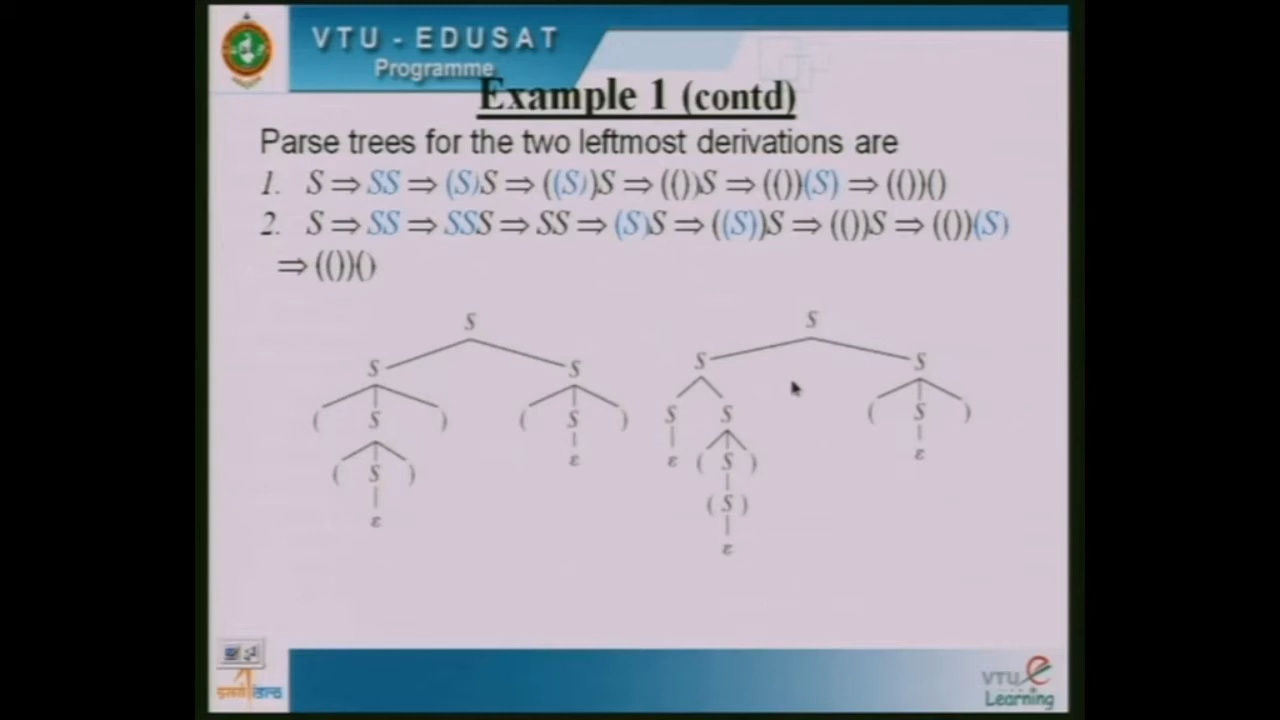 VTU - EDUSAT
Programme
Example 1 (contd)
Parse trees for the two leftmost derivations are
1. S ⇒ SS ⇒ (S)S ⇒ ((S))S ⇒ (())S ⇒ (())(S) ⇒ (())()
2. S ⇒ SS ⇒ SSS ⇒ SS ⇒ (S)S ⇒ ((S))S ⇒ (())S ⇒ (())(S)
⇒ (())()
S S
S S S S
( S ) ( S ) S S ( S )
( S ) ε ε ( S ) ε
ε ( S )
ε
VTU e
Learning